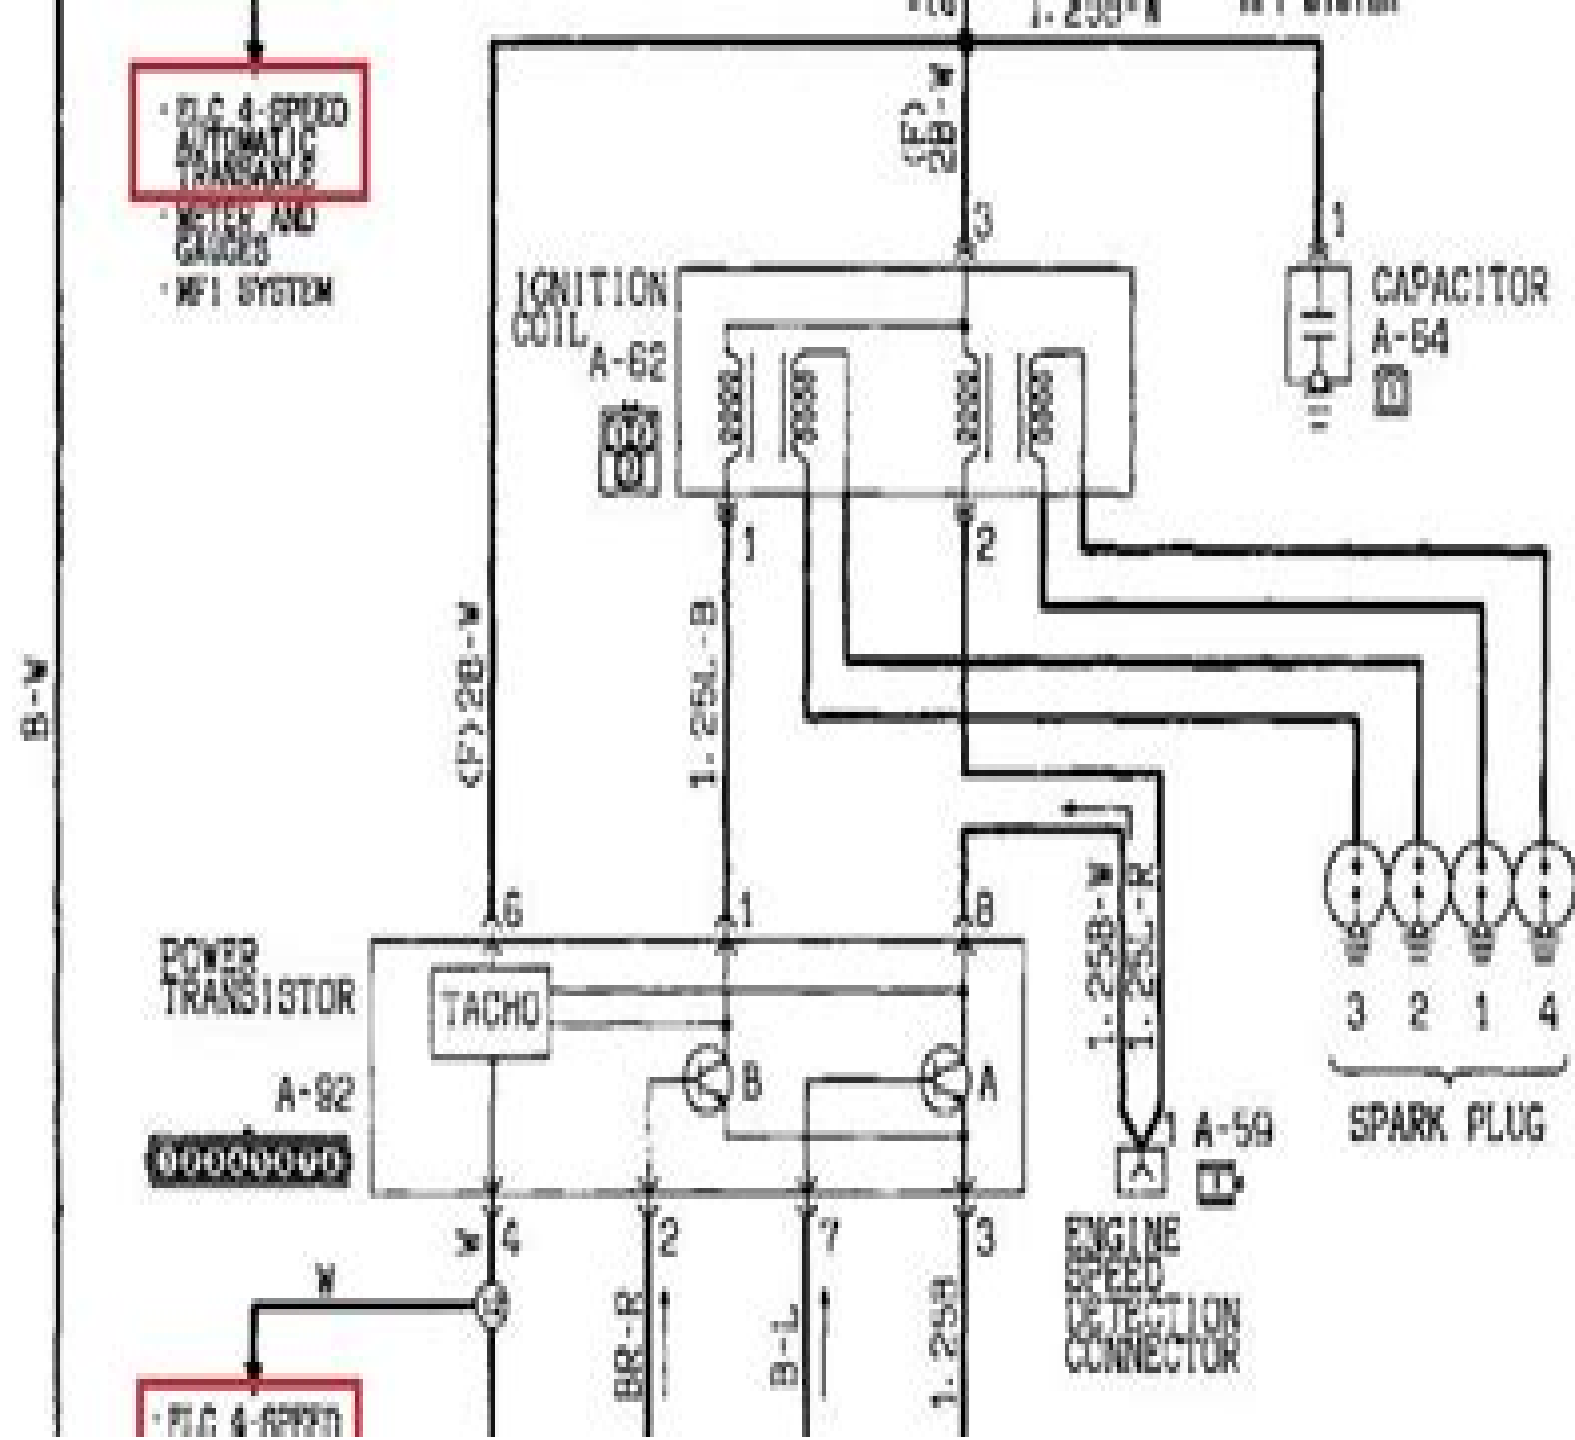 · ELC 4-SPEED
AUTOMATIC
TRANSAXLE
· METER AND
GAUGES
· MFI SYSTEM
<F>
2B-W
3
1
IGNITION
COIL
A-62
CAPACITOR
A-64
1
1
2
B-W
<F>2B-W
1.25L-B
6
1
8
1.25B-W
1.25L-R
POWER
TRANSISTOR
TACHO
B
A
A-92
3 2 1 4
SPARK PLUG
1
A-59
1
ENGINE
SPEED
DETECTION
CONNECTOR
W
4
2
7
3
W
BR-R
B-L
1.25B
· ELC 4-SPEED